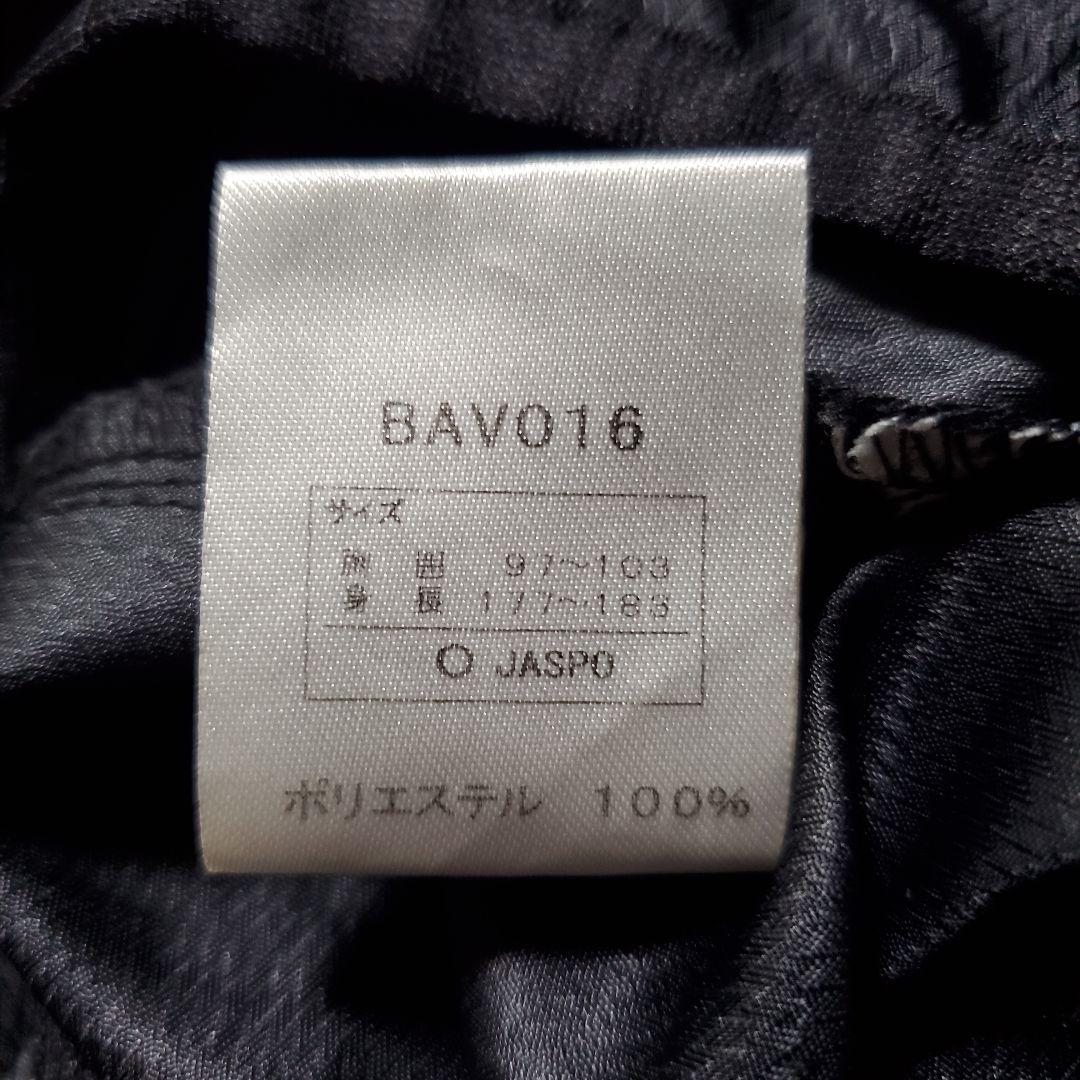 BAV016
サイズ
胸 囲 97～103
身 長 177～183
O JASPO
ポリエステル 100%